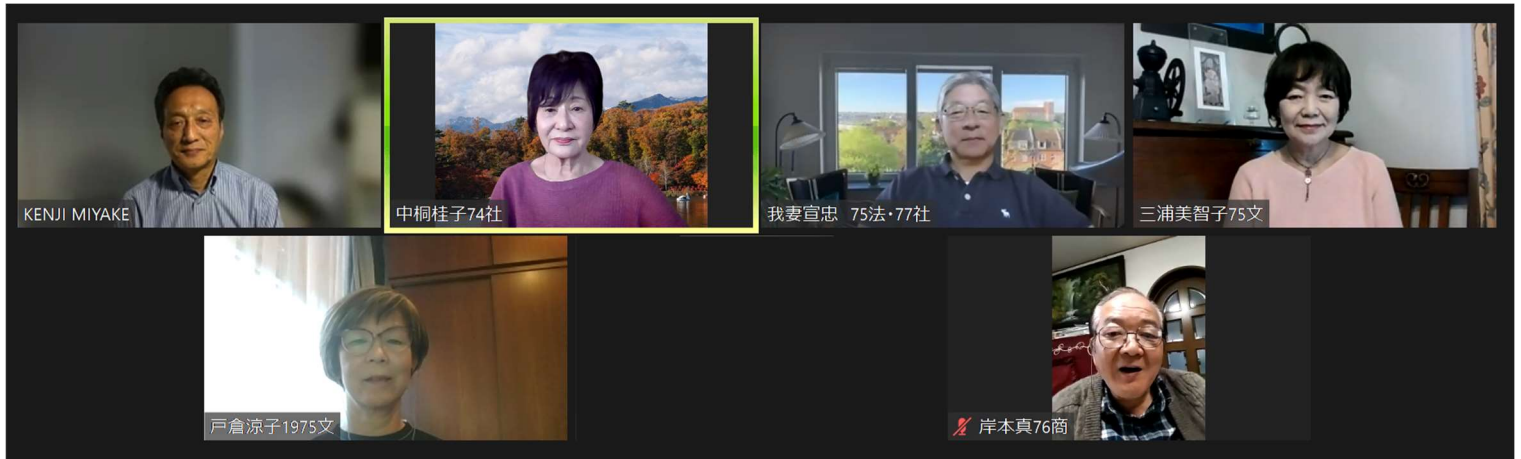 KENJI MIYAKE
中桐桂子74社
我妻宣忠 75法・77社
三浦美智子75文
戸倉涼子1975文
岸本真76商